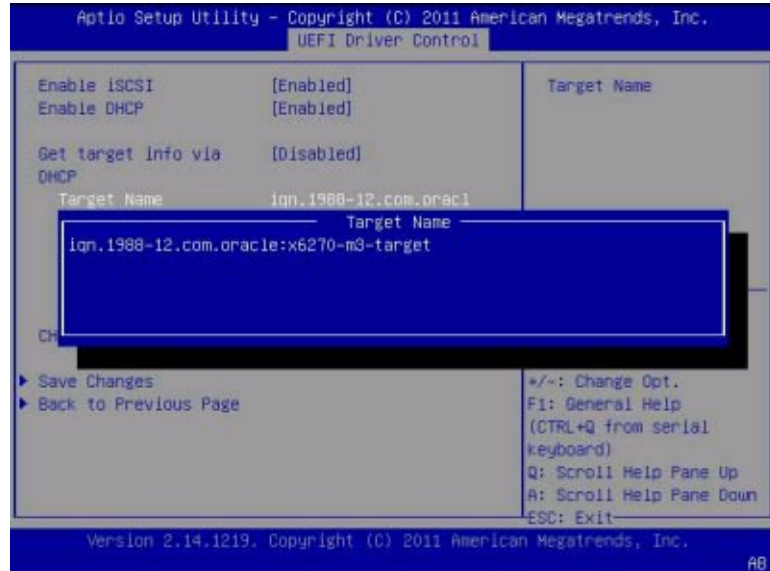 Aptio Setup Utility - Copyright (C) 2011 American Megatrends, Inc.
UEFI Driver Control
Enable iSCSI [Enabled]
Enable DHCP [Enabled]
Get target info via [Disabled]
DHCP
Target Name iqn.1988-12.com.oracl
Target Name
Target Name
iqn.1988-12.com.oracle:x6270-m3-target
CH
Save Changes
Back to Previous Page
+/-: Change Opt.
F1: General Help
(CTRL+Q from serial
keyboard)
Q: Scroll Help Pane Up
A: Scroll Help Pane Down
ESC: Exit
Version 2.14.1219. Copyright (C) 2011 American Megatrends, Inc.
AB